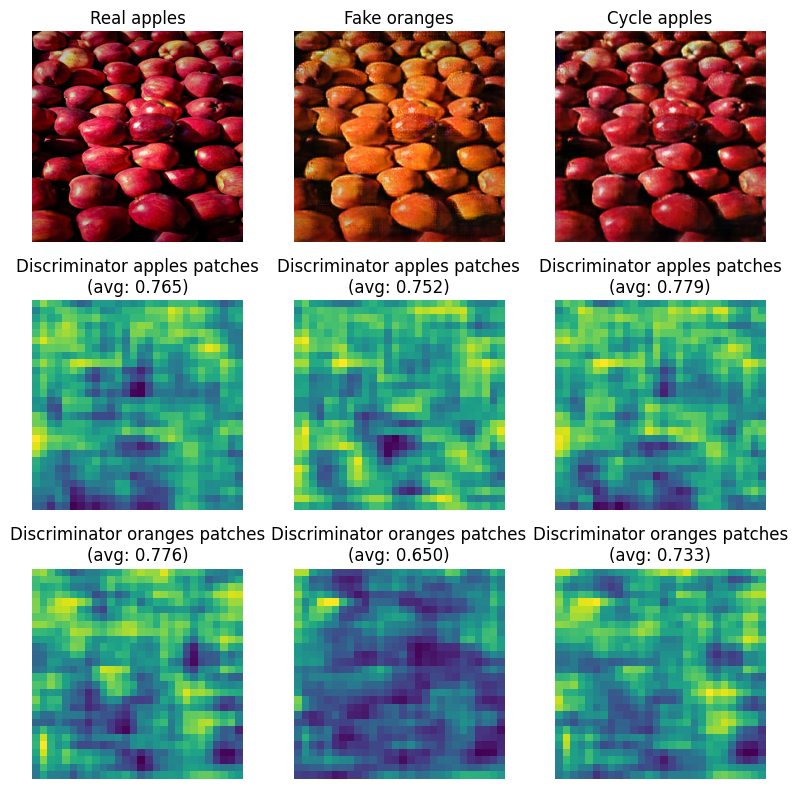 Real apples
Fake oranges
Cycle apples
Discriminator apples patches
(avg: 0.765)
Discriminator apples patches
(avg: 0.752)
Discriminator apples patches
(avg: 0.779)
Discriminator oranges patches
(avg: 0.776)
Discriminator oranges patches
(avg: 0.650)
Discriminator oranges patches
(avg: 0.733)